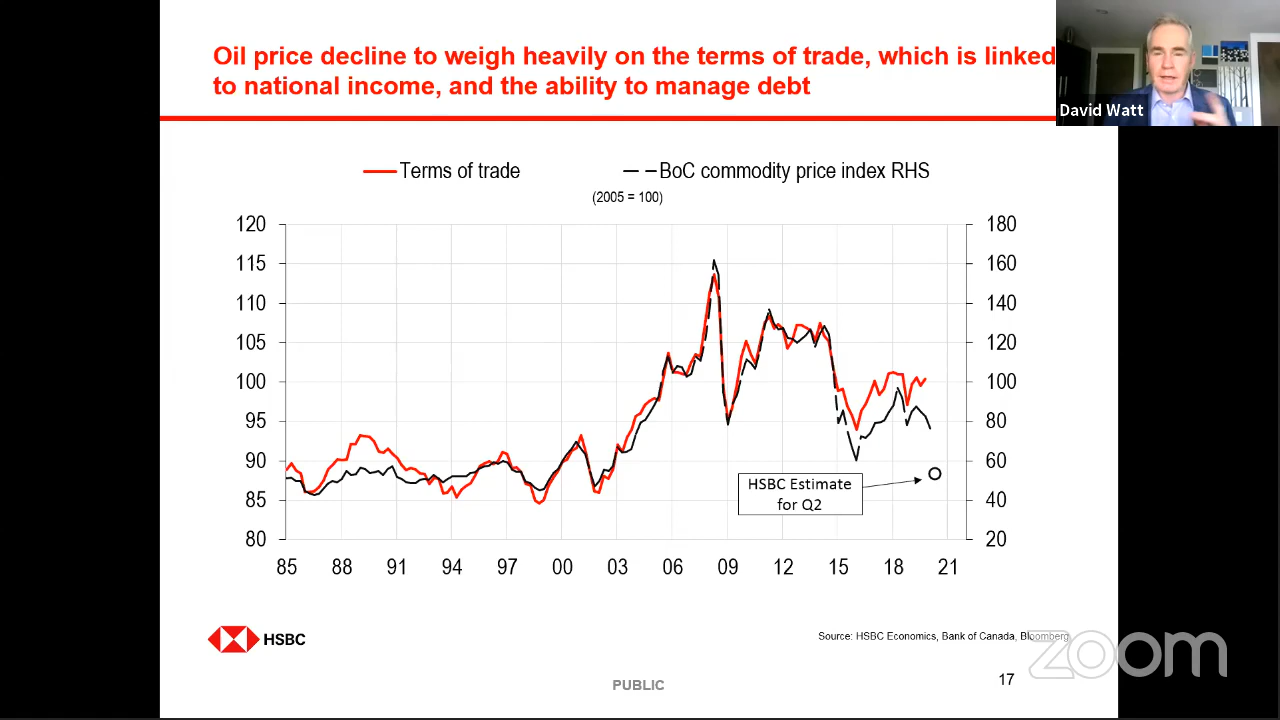 Oil price decline to weigh heavily on the terms of trade, which is linked
to national income, and the ability to manage debt
David Watt
Terms of trade
BoC commodity price index RHS
(2005 = 100)
120
115
110
105
100
95
90
85
80
180
160
140
120
100
80
60
40
20
HSBC Estimate
for Q2
85 88 91 94 97 00 03 06 09 12 15 18 21
HSBC
Source: HSBC Economics, Bank of Canada, Bloomberg
zoom
PUBLIC
17